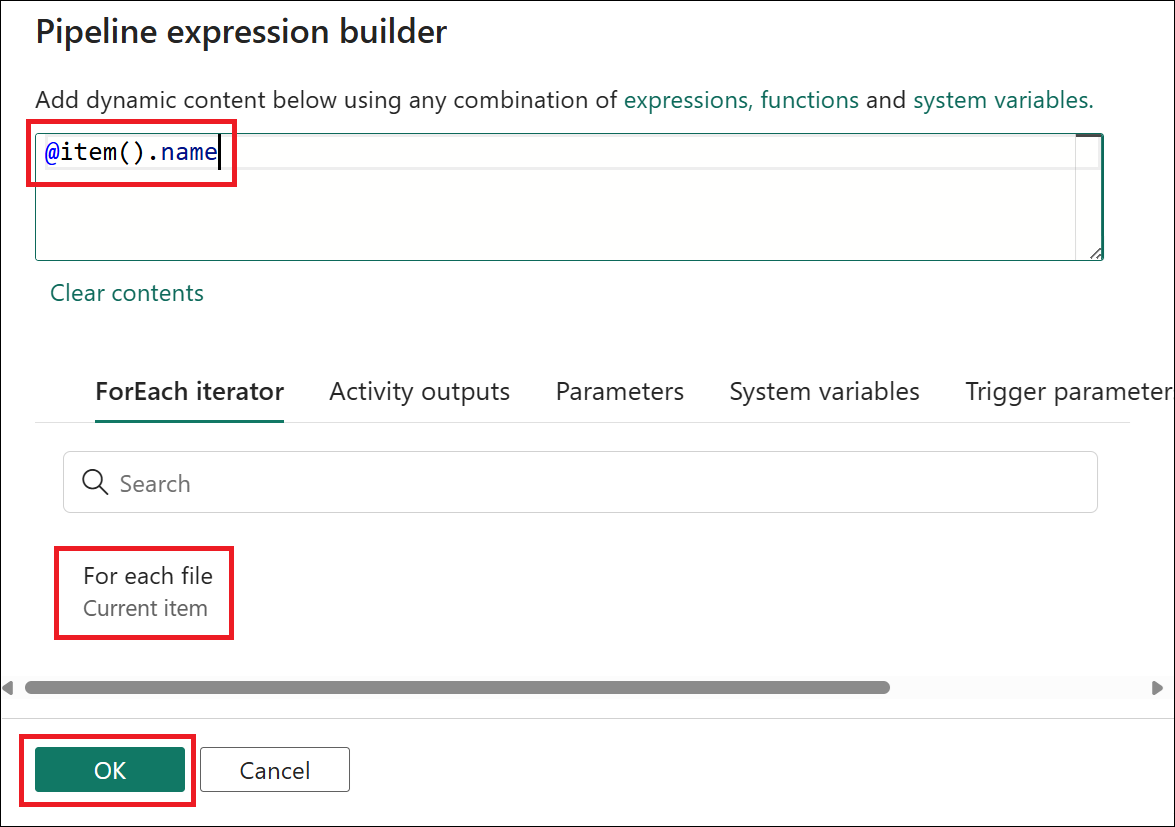 Pipeline expression builder
Add dynamic content below using any combination of expressions, functions and system variables.
@item().name
Clear contents
ForEach iterator Activity outputs Parameters System variables Trigger parameter
Search
For each file
Current item
OK Cancel